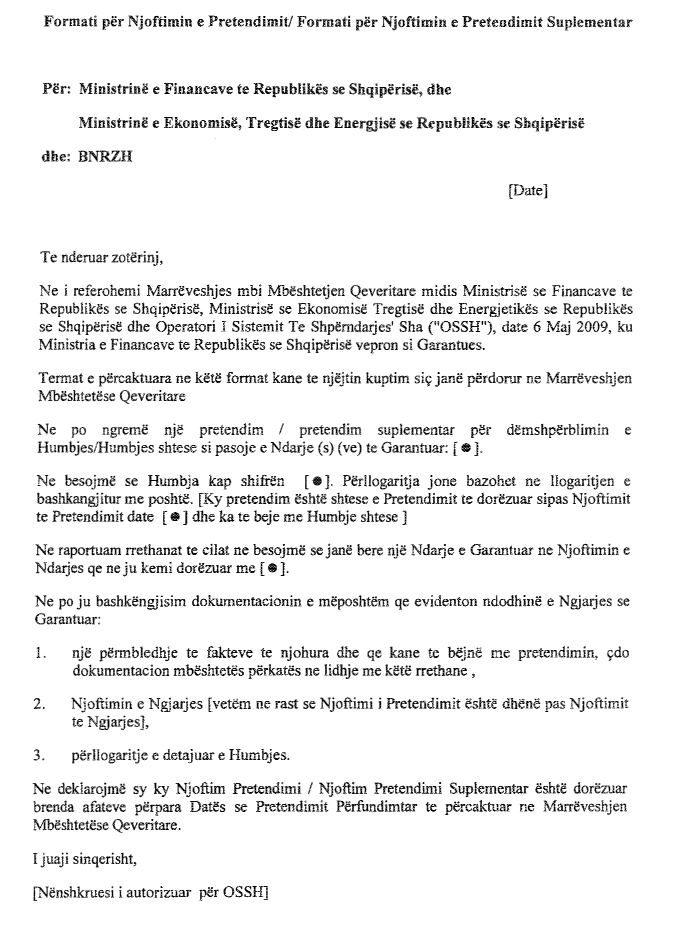 Formati për Njoftimin e Pretendimit/ Formati për Njoftimin e Pretendimit Suplementar
Për: Ministrinë e Financave te Republikës se Shqipërisë, dhe
Ministrinë e Ekonomisë, Tregtisë dhe Energjisë se Republikës se Shqipërisë
dhe: BNRZH
[Date]
Te nderuar zotërinj,
Ne i referohemi Marrëveshjes mbi Mbështetjen Qeveritare midis Ministrisë se Financave te
Republikës se Shqipërisë, Ministrisë se Ekonomisë Tregtisë dhe Energjetikës se Republikës
se Shqipërisë dhe Operatori I Sistemit Te Shpërndarjes' Sha ("OSSH"), date 6 Maj 2009, ku
Ministria e Financave te Republikës se Shqipërisë vepron si Garantues.
Termat e përcaktuara ne këtë format kane te njëjtin kuptim siç janë përdorur ne Marrëveshjen
Mbështetëse Qeveritare
Ne po ngremë një pretendim / pretendim suplementar për dëmshpërblimin e
Humbjes/Humbjes shtese si pasoje e Ndarje (s) (ve) te Garantuar: [ ● ].
Ne besojmë se Humbja kap shifrën [ ● ]. Përllogaritja jone bazohet ne llogaritjen e
bashkangjitur me poshtë. [Ky pretendim është shtese e Pretendimit te dorëzuar sipas Njoftimit
te Pretendimit date [ ● ] dhe ka te beje me Humbje shtese ]
Ne raportuam rrethanat te cilat ne besojmë se janë bere një Ndarje e Garantuar ne Njoftimin e
Ndarjes qe ne ju kemi dorëzuar me [ ● ].
Ne po ju bashkëngjisim dokumentacionin e mëposhtëm qe evidenton ndodhinë e Ngjarjes se
Garantuar:
1. një përmbledhje te fakteve te njohura dhe qe kane te bëjnë me pretendimin, çdo
dokumentacion mbështetës përkatës ne lidhje me këtë rrethane ,
2. Njoftimin e Ngjarjes [vetëm ne rast se Njoftimi i Pretendimit është dhënë pas Njoftimit
te Ngjarjes],
3. përllogaritje e detajuar e Humbjes.
Ne deklarojmë sy ky Njoftim Pretendimi / Njoftim Pretendimi Suplementar është dorëzuar
brenda afateve përpara Datës se Pretendimit Përfundimtar te përcaktuar ne Marrëveshjen
Mbështetëse Qeveritare.
I juaji sinqerisht,
[Nënshkruesi i autorizuar për OSSH]